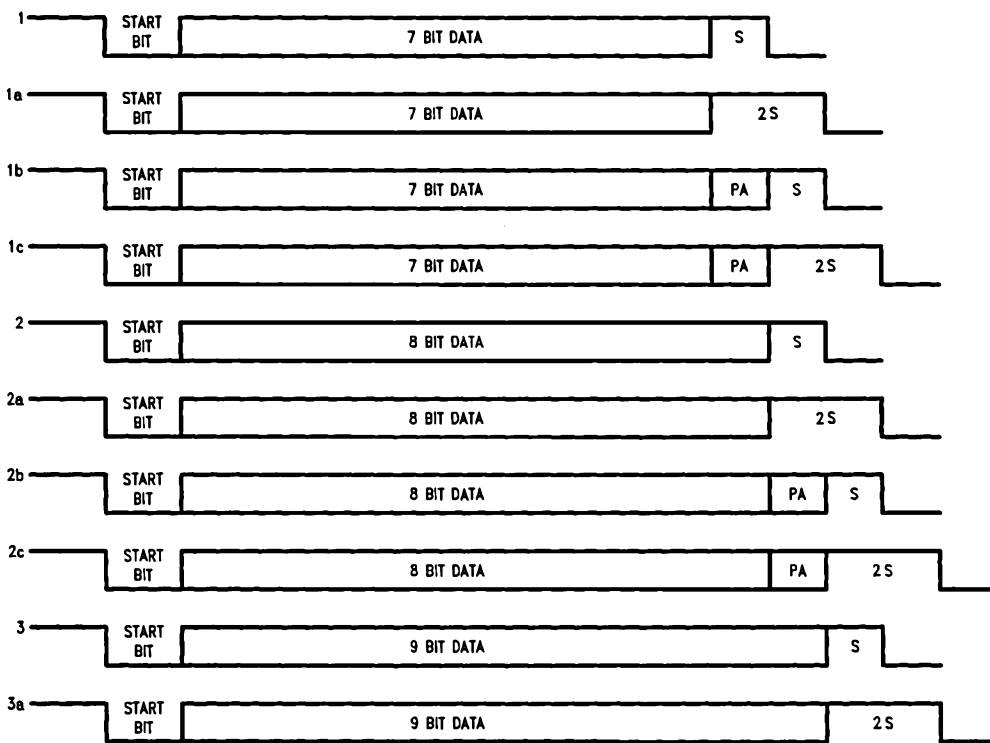 1 START BIT 7 BIT DATA S
1a START BIT 7 BIT DATA 2S
1b START BIT 7 BIT DATA PA S
1c START BIT 7 BIT DATA PA 2S
2 START BIT 8 BIT DATA S
2a START BIT 8 BIT DATA 2S
2b START BIT 8 BIT DATA PA S
2c START BIT 8 BIT DATA PA 2S
3 START BIT 9 BIT DATA S
3a START BIT 9 BIT DATA 2S